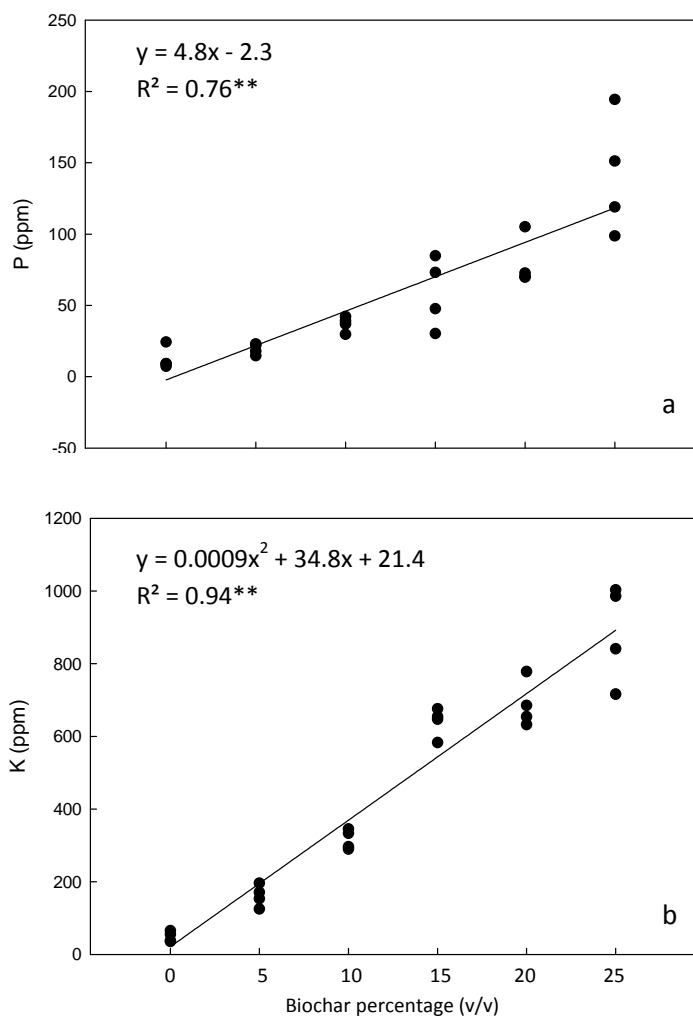 250
200
150
100
50
0
-50
P (ppm)
y = 4.8x - 2.3
R² = 0.76**
a
1200
1000
800
600
400
200
0
K (ppm)
y = 0.0009x² + 34.8x + 21.4
R² = 0.94**
b
0 5 10 15 20 25
Biochar percentage (v/v)